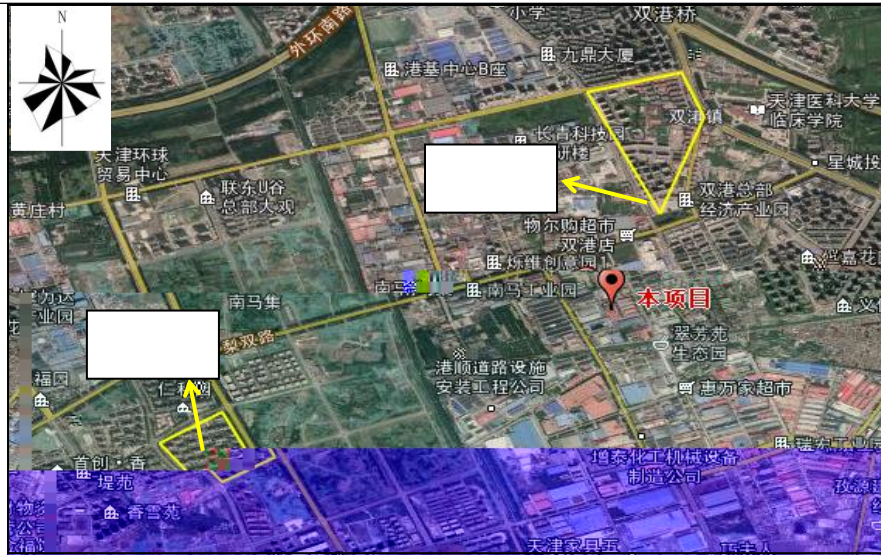 N
外环南路
小学
双港桥
港基中心B座
九鼎大厦
天津医科大学
临床学院
双港镇
长青科技园
研楼
天津环球
贸易中心
联东U谷
总部大观
黄庄村
星城投
双港总部
经济产业园
物尔购超市
双港店
烁维创意园
南马工业园
本项目
南马集
梨双路
翠芳苑
生态园
港顺道路设施
安装工程公司
惠万家超市
业园
福园
首创·香
堤苑
香雪苑
增泰化工机械设备
制造公司
天津家具五